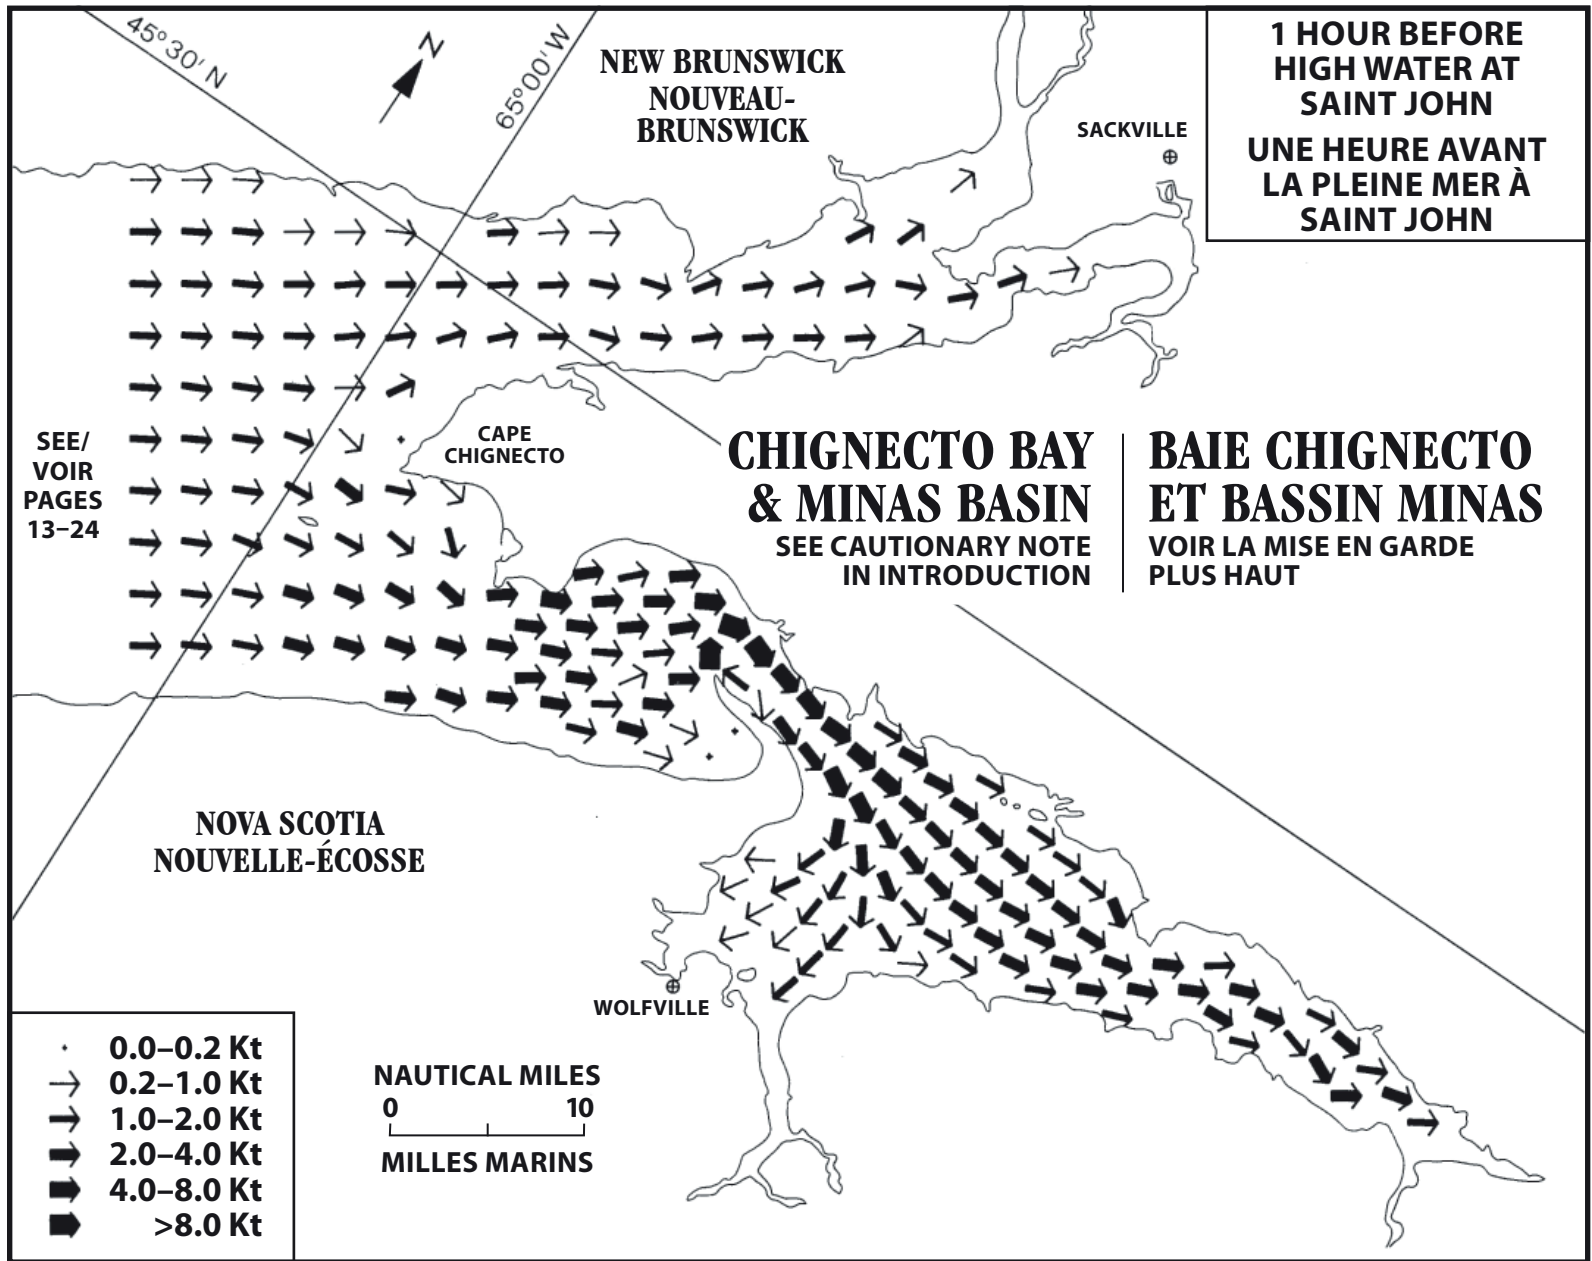 45°30' N
N
65°00' W
NEW BRUNSWICK
NOUVEAU-
BRUNSWICK
SACKVILLE
1 HOUR BEFORE
HIGH WATER AT
SAINT JOHN
UNE HEURE AVANT
LA PLEINE MER À
SAINT JOHN
SEE/
VOIR
PAGES
13–24
CAPE
CHIGNECTO
CHIGNECTO BAY
& MINAS BASIN
SEE CAUTIONARY NOTE
IN INTRODUCTION
BAIE CHIGNECTO
ET BASSIN MINAS
VOIR LA MISE EN GARDE
PLUS HAUT
NOVA SCOTIA
NOUVELLE-ÉCOSSE
WOLFVILLE
0.0–0.2 Kt
0.2–1.0 Kt
1.0–2.0 Kt
2.0–4.0 Kt
4.0–8.0 Kt
>8.0 Kt
NAUTICAL MILES
0 10
MILLES MARINS